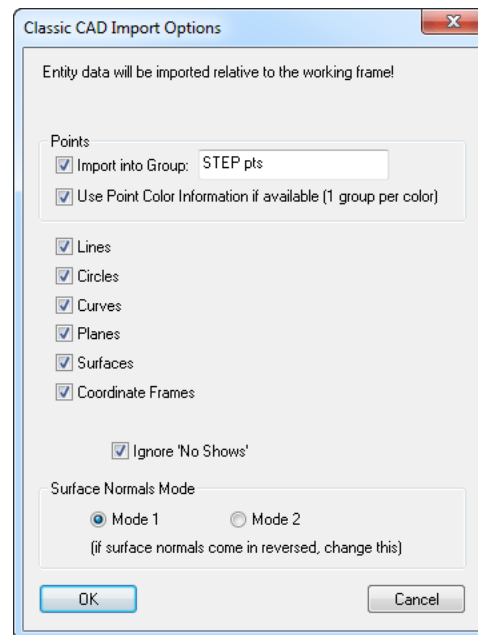 Classic CAD Import Options
Entity data will be imported relative to the working frame!
Points
Import into Group: STEP pts
Use Point Color Information if available (1 group per color)
Lines
Circles
Curves
Planes
Surfaces
Coordinate Frames
Ignore 'No Shows'
Surface Normals Mode
Mode 1 Mode 2
(if surface normals come in reversed, change this)
OK Cancel